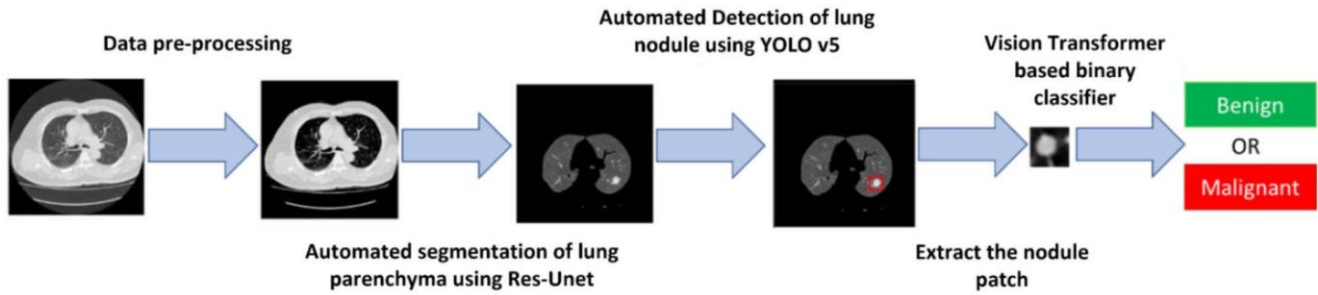 Data pre-processing
Automated segmentation of lung
parenchyma using Res-Unet
Automated Detection of lung
nodule using YOLO v5
Extract the nodule
patch
Vision Transformer
based binary
classifier
Benign
OR
Malignant